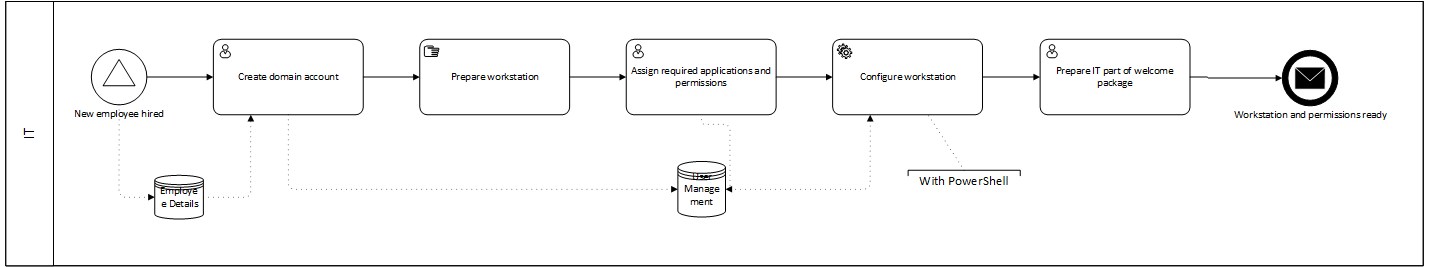 IT
New employee hired
Create domain account
Prepare workstation
Assign required applications and
permissions
Configure workstation
Prepare IT part of welcome
package
Workstation and permissions ready
Employe
e Details
User
Manage
ment
With PowerShell